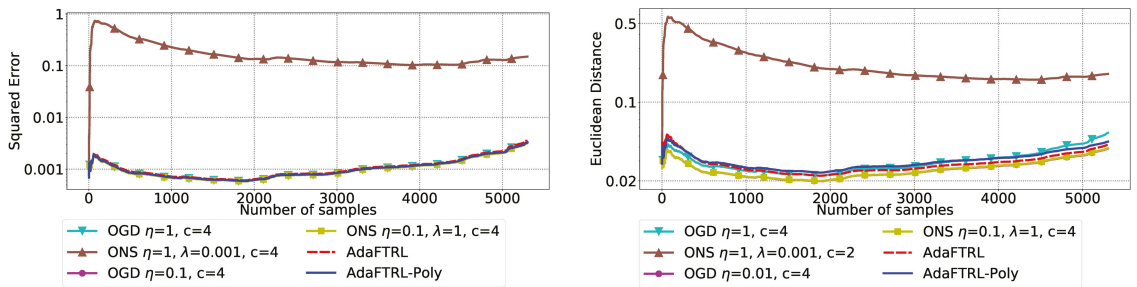 Squared Error
1
0.1
0.01
0.001
0 1000 2000 3000 4000 5000
Number of samples
OGD η=1, c=4
ONS η=1, λ=0.001, c=4
OGD η=0.1, c=4
ONS η=0.1, λ=1, c=4
AdaFTRL
AdaFTRL-Poly
Euclidean Distance
0.5
0.1
0.02
0 1000 2000 3000 4000 5000
Number of samples
OGD η=1, c=4
ONS η=1, λ=0.001, c=2
OGD η=0.01, c=4
ONS η=0.1, λ=1, c=4
AdaFTRL
AdaFTRL-Poly